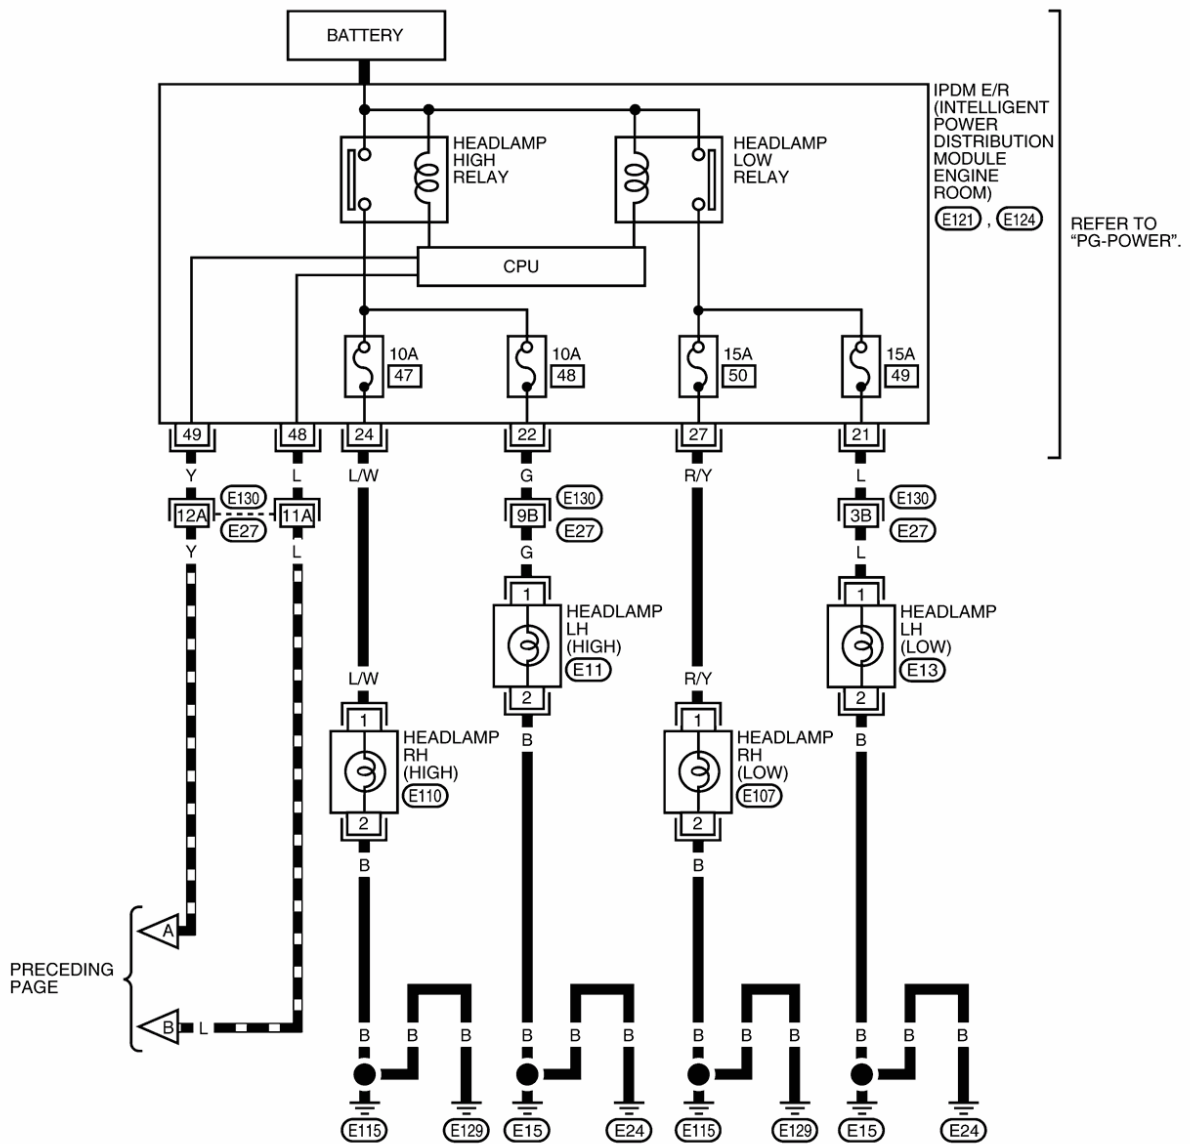 BATTERY
IPDM E/R
(INTELLIGENT
POWER
DISTRIBUTION
MODULE
ENGINE
ROOM)
E121 , E124
REFER TO
“PG-POWER”.
HEADLAMP
HIGH
RELAY
HEADLAMP
LOW
RELAY
CPU
10A
47
10A
48
15A
50
15A
49
49 48 24 22 27 21
Y L L/W G R/Y L
12A E130 11A 9B E130 3B E130
E27 E27 E27
Y L G L
1 1
HEADLAMP
LH
(HIGH)
E11
HEADLAMP
LH
(LOW)
E13
2 2
L/W R/Y
B B
1 1
HEADLAMP
RH
(HIGH)
E110
HEADLAMP
RH
(LOW)
E107
2 2
B B
A
PRECEDING
PAGE
B L
B B B B B B B B B B B B
E115 E129 E15 E24 E115 E129 E15 E24